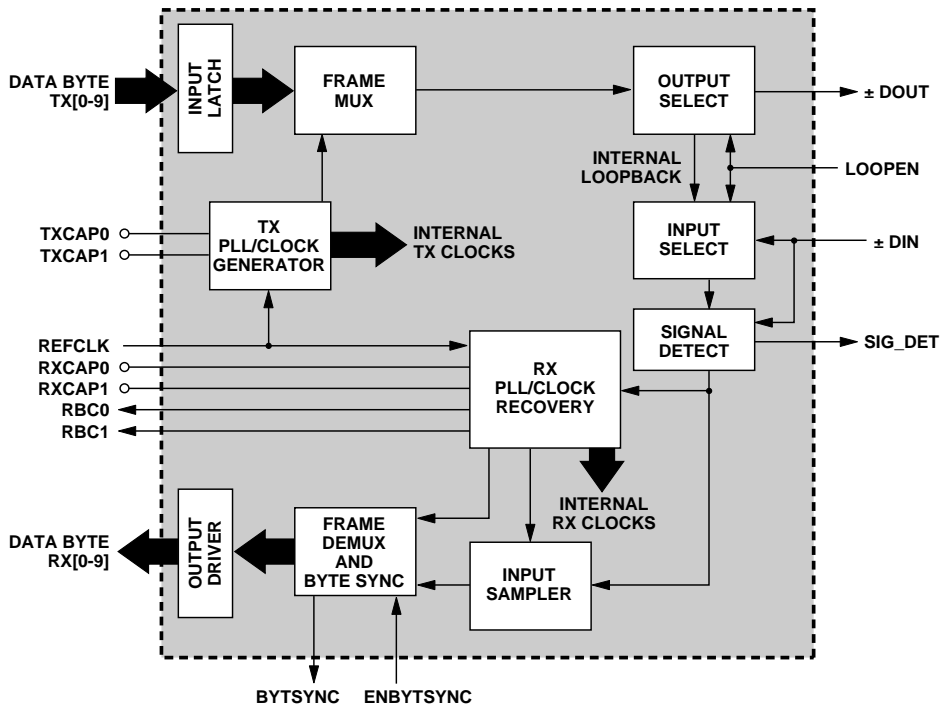 DATA BYTE
TX[0-9]
INPUT
LATCH
FRAME
MUX
OUTPUT
SELECT
± DOUT
INTERNAL
LOOPBACK
LOOPEN
TXCAP0
TXCAP1
TX
PLL/CLOCK
GENERATOR
INTERNAL
TX CLOCKS
INPUT
SELECT
± DIN
REFCLK
RXCAP0
RXCAP1
RBC0
RBC1
RX
PLL/CLOCK
RECOVERY
SIGNAL
DETECT
SIG_DET
INTERNAL
RX CLOCKS
DATA BYTE
RX[0-9]
OUTPUT
DRIVER
FRAME
DEMUX
AND
BYTE SYNC
INPUT
SAMPLER
BYTSYNC
ENBYTSYNC